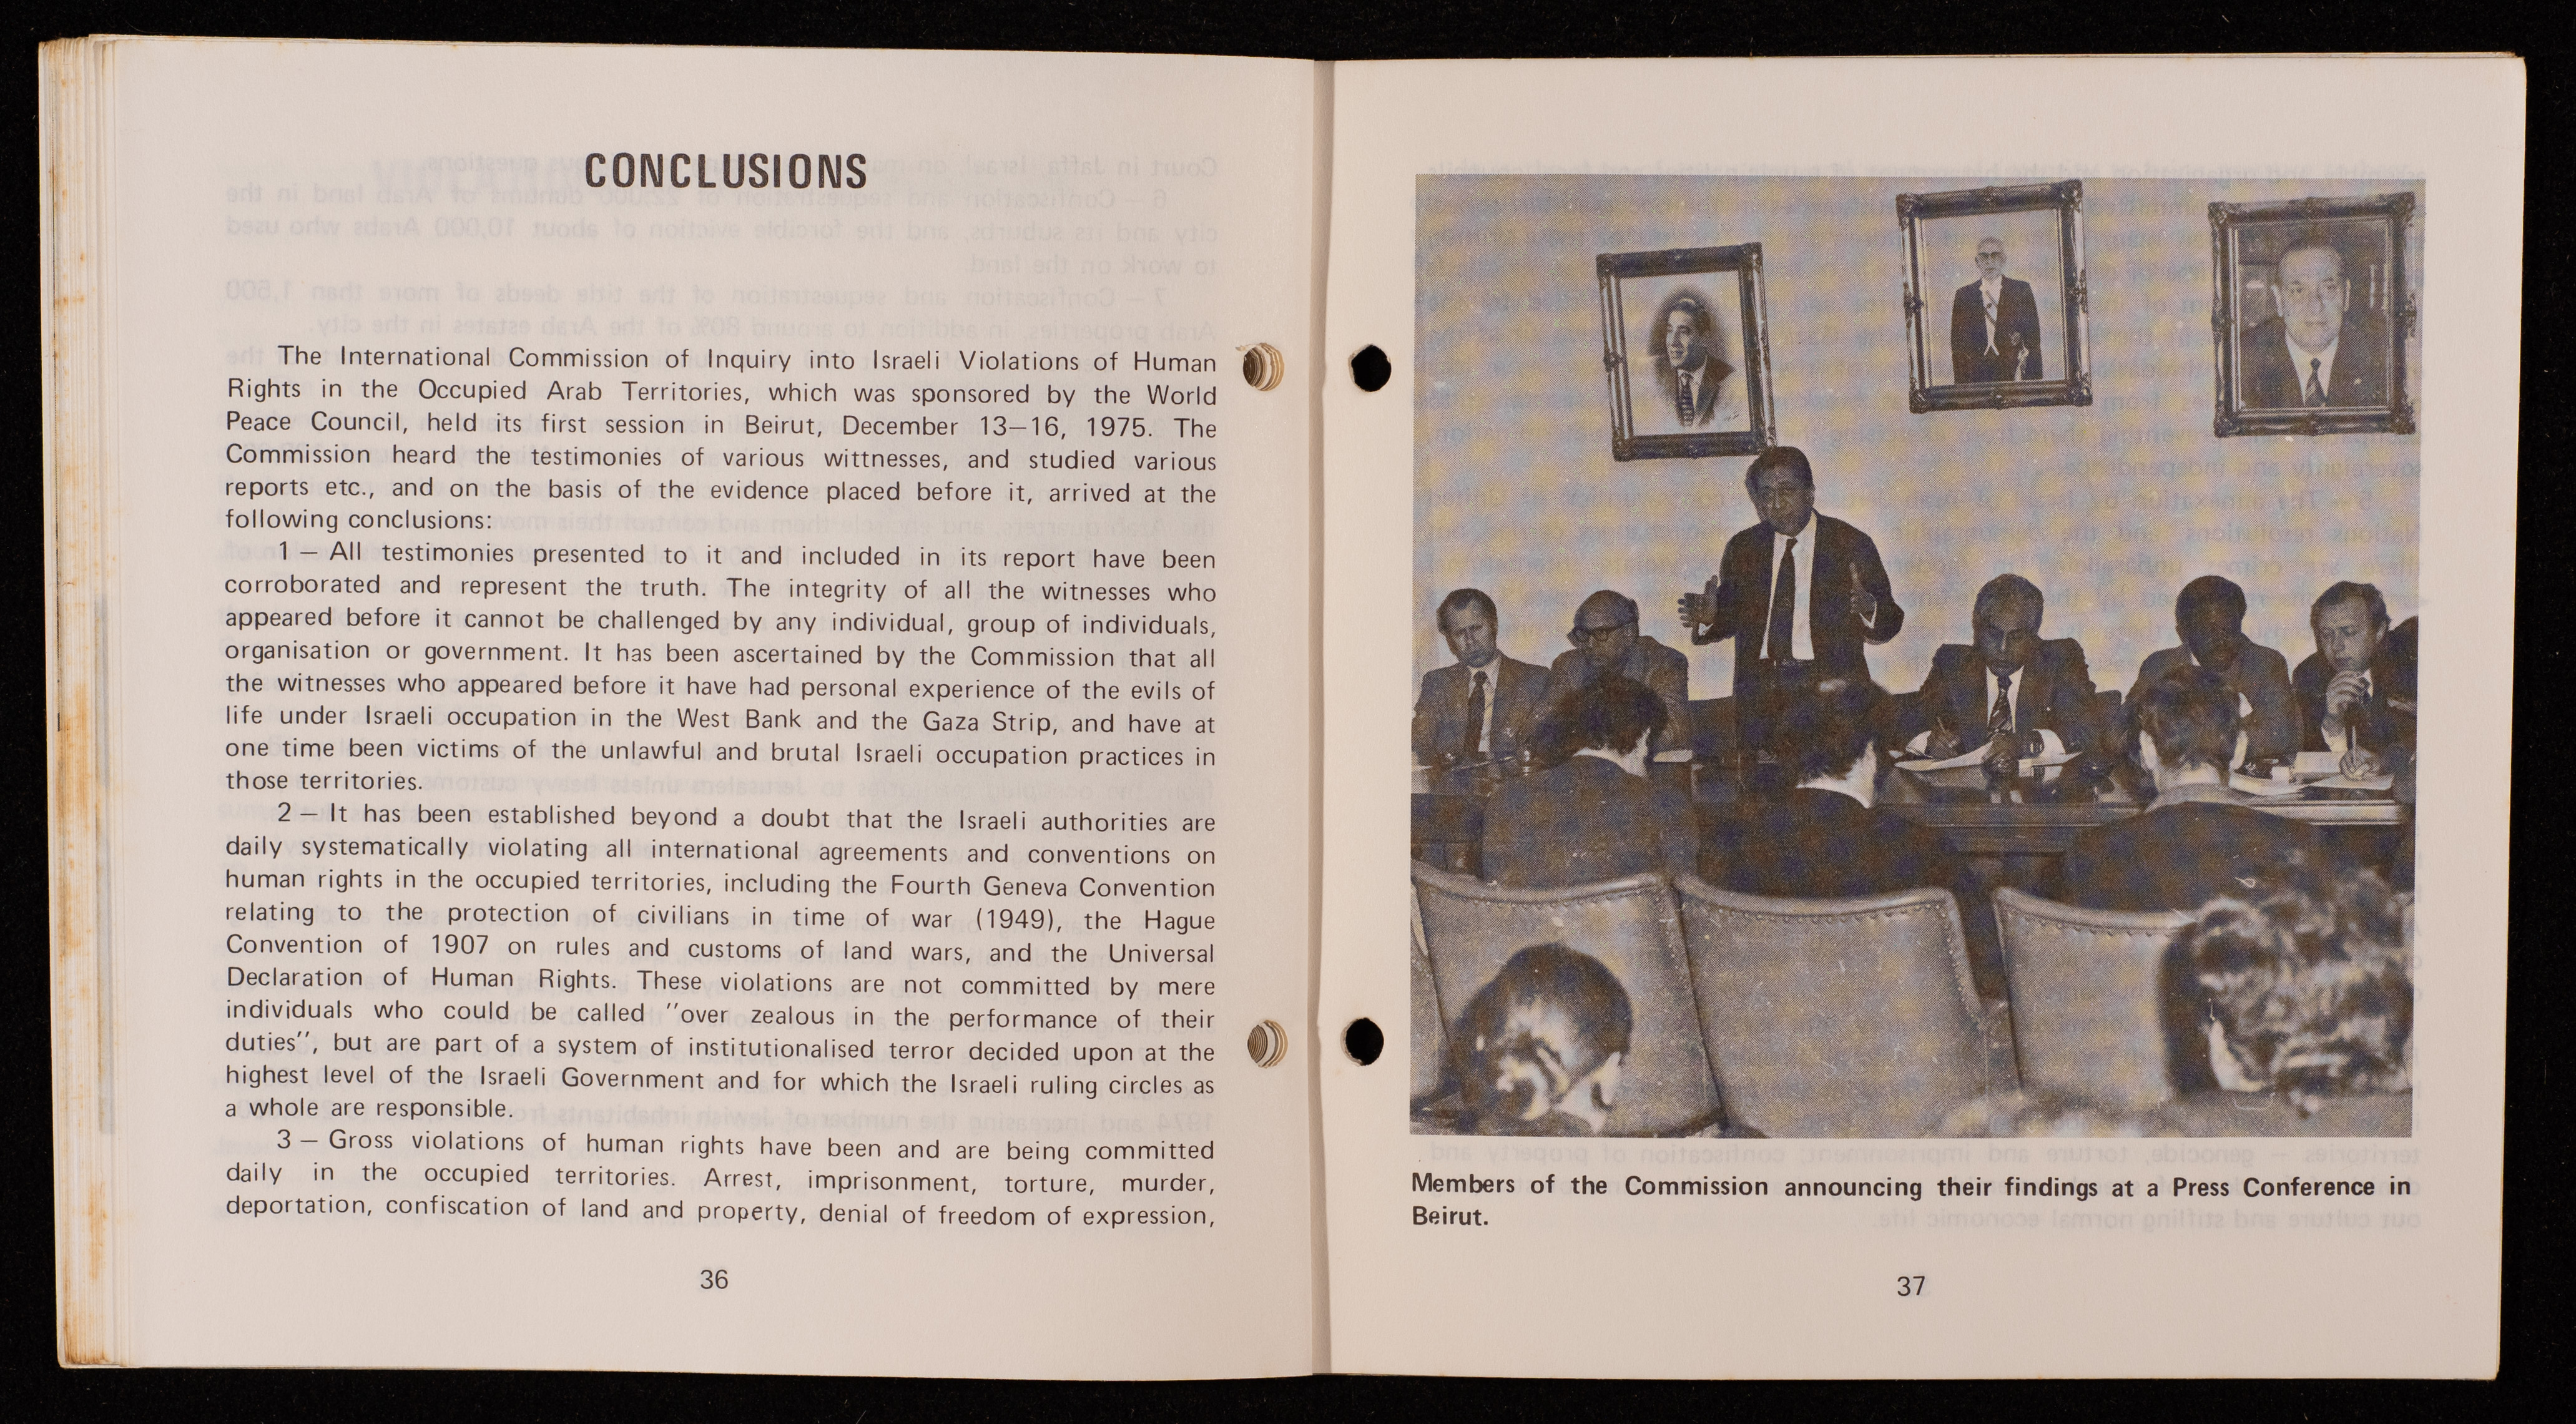 CONCLUSIONS
The International Commission of Inquiry into Israeli Violations of Human
Rights in the Occupied Arab Territories, which was sponsored by the World
Peace Council, held its first session in Beirut, December 13–16, 1975. The
Commission heard the testimonies of various wittnesses, and studied various
reports etc., and on the basis of the evidence placed before it, arrived at the
following conclusions:
1 – All testimonies presented to it and included in its report have been
corroborated and represent the truth. The integrity of all the witnesses who
appeared before it cannot be challenged by any individual, group of individuals,
organisation or government. It has been ascertained by the Commission that all
the witnesses who appeared before it have had personal experience of the evils of
life under Israeli occupation in the West Bank and the Gaza Strip, and have at
one time been victims of the unlawful and brutal Israeli occupation practices in
those territories.
2 – It has been established beyond a doubt that the Israeli authorities are
daily systematically violating all international agreements and conventions on
human rights in the occupied territories, including the Fourth Geneva Convention
relating to the protection of civilians in time of war (1949), the Hague
Convention of 1907 on rules and customs of land wars, and the Universal
Declaration of Human Rights. These violations are not committed by mere
individuals who could be called ''over zealous in the performance of their
duties'', but are part of a system of institutionalised terror decided upon at the
highest level of the Israeli Government and for which the Israeli ruling circles as
a whole are responsible.
3 – Gross violations of human rights have been and are being committed
daily in the occupied territories. Arrest, imprisonment, torture, murder,
deportation, confiscation of land and property, denial of freedom of expression,
36
Members of the Commission announcing their findings at a Press Conference in
Beirut.
37